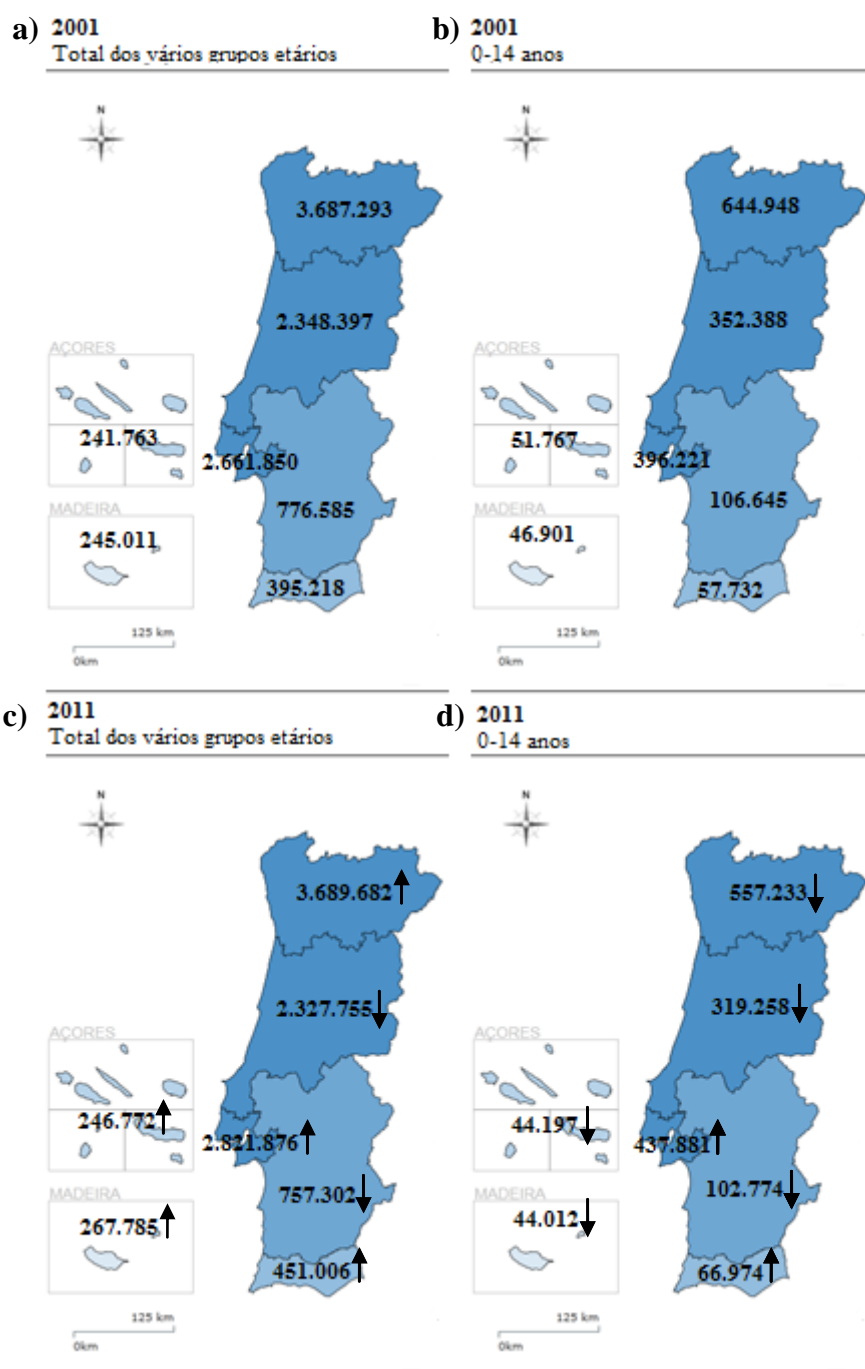 a) 2001
Total dos vários grupos etários
N
3.687.293
2.348.397
AÇORES
241.763
2.661.850
776.585
MADEIRA
245.011
395.218
125 km
0km
b) 2001
0-14 anos
N
644.948
352.388
AÇORES
51.767
396.221
106.645
MADEIRA
46.901
57.732
125 km
0km
c) 2011
Total dos vários grupos etários
N
3.689.682
2.327.755
AÇORES
246.772
2.821.876
757.302
MADEIRA
267.785
451.006
125 km
0km
d) 2011
0-14 anos
N
557.233
319.258
AÇORES
44.197
437.881
102.774
MADEIRA
44.012
66.974
125 km
0km